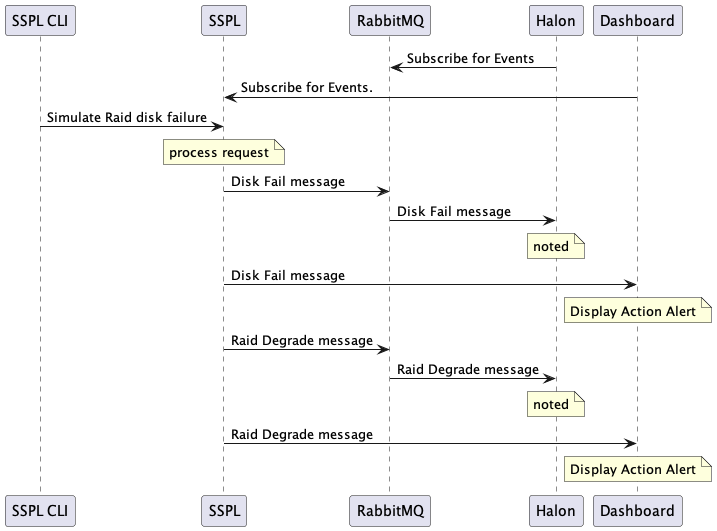 SSPL CLI
SSPL
RabbitMQ
Halon
Dashboard
Subscribe for Events
Subscribe for Events.
Simulate Raid disk failure
process request
Disk Fail message
Disk Fail message
noted
Disk Fail message
Display Action Alert
Raid Degrade message
Raid Degrade message
noted
Raid Degrade message
Display Action Alert
SSPL CLI
SSPL
RabbitMQ
Halon
Dashboard